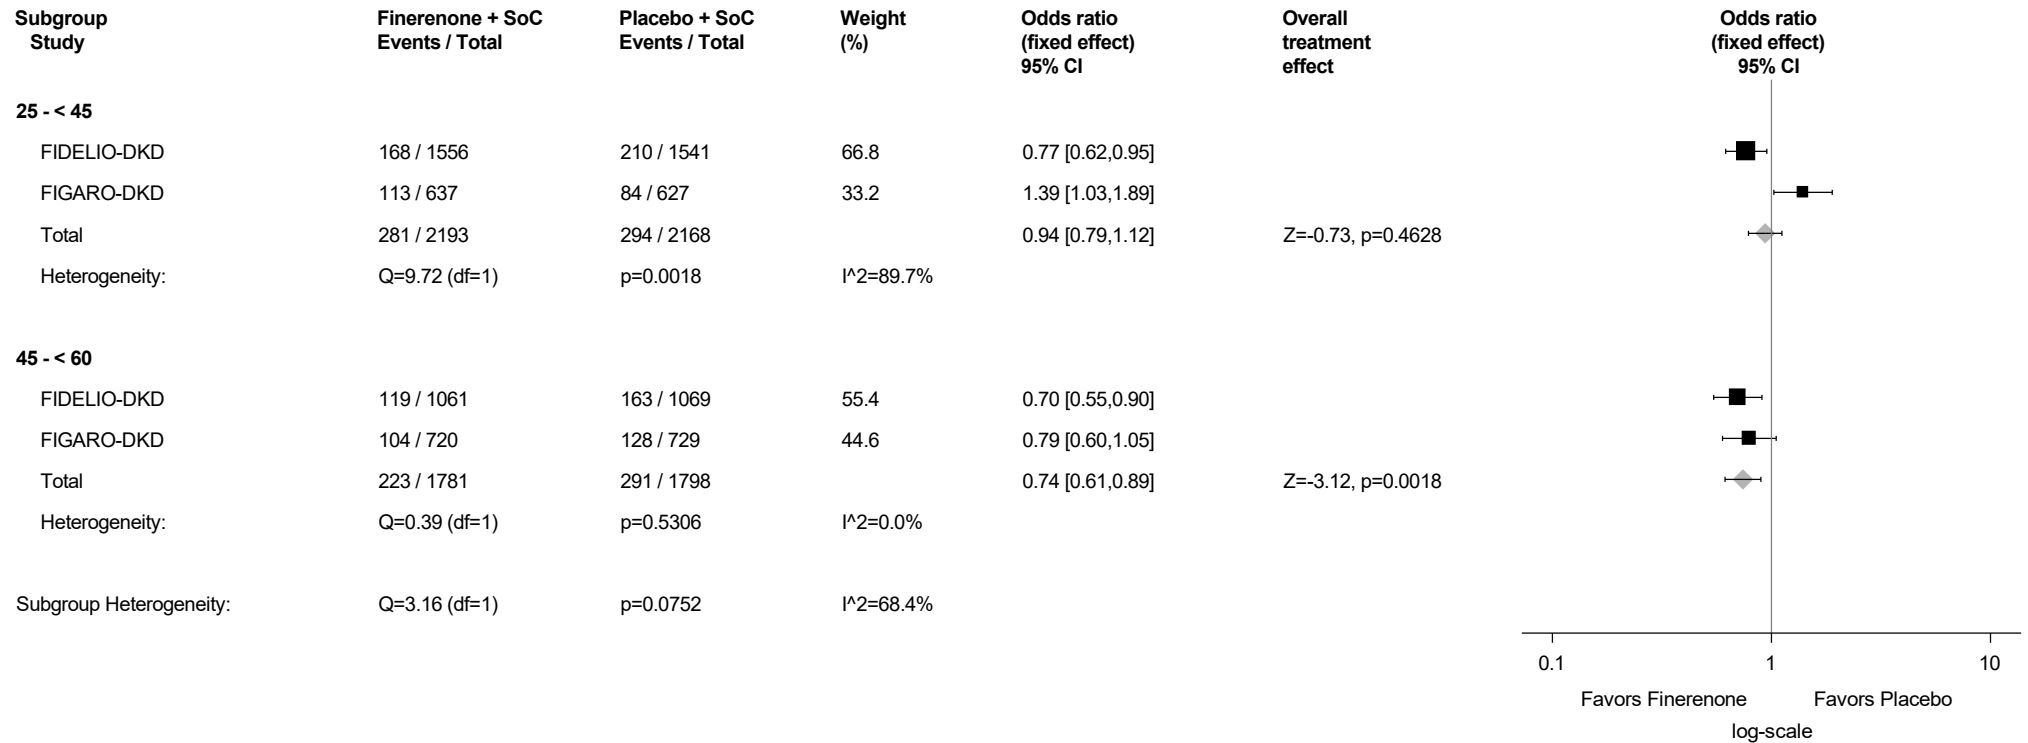 Subgroup Finerenone + SoC Placebo + SoC Weight Odds ratio Overall Odds ratio
Study Events / Total Events / Total (%) (fixed effect) treatment (fixed effect)
95% CI effect 95% CI
25 - < 45
FIDELIO-DKD 168 / 1556 210 / 1541 66.8 0.77 [0.62,0.95]
FIGARO-DKD 113 / 637 84 / 627 33.2 1.39 [1.03,1.89]
Total 281 / 2193 294 / 2168 0.94 [0.79,1.12] Z=-0.73, p=0.4628
Heterogeneity: Q=9.72 (df=1) p=0.0018 I^2=89.7%
45 - < 60
FIDELIO-DKD 119 / 1061 163 / 1069 55.4 0.70 [0.55,0.90]
FIGARO-DKD 104 / 720 128 / 729 44.6 0.79 [0.60,1.05]
Total 223 / 1781 291 / 1798 0.74 [0.61,0.89] Z=-3.12, p=0.0018
Heterogeneity: Q=0.39 (df=1) p=0.5306 I^2=0.0%
Subgroup Heterogeneity: Q=3.16 (df=1) p=0.0752 I^2=68.4%
0.1 1 10
Favors Finerenone Favors Placebo
log-scale